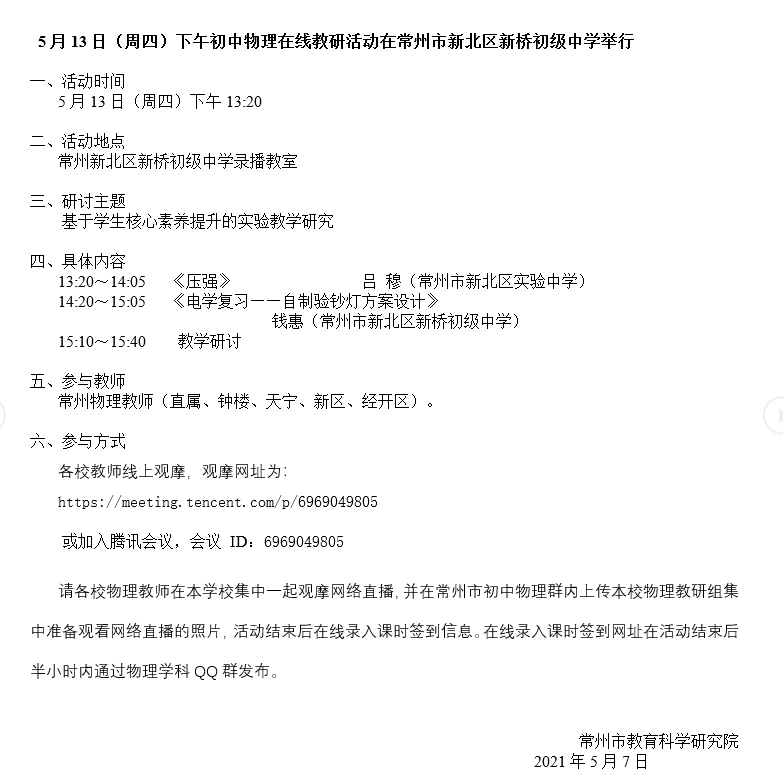 5月13日（周四）下午初中物理在线教研活动在常州市新北区新桥初级中学举行
一、活动时间
5月13日（周四）下午 13:20
二、活动地点
常州新北区新桥初级中学录播教室
三、研讨主题
基于学生核心素养提升的实验教学研究
四、具体内容
13:20～14:05 《压强》 吕 穆（常州市新北区实验中学）
14:20～15:05 《电学复习——自制验钞灯方案设计》
钱惠（常州市新北区新桥初级中学）
15:10～15:40 教学研讨
五、参与教师
常州物理教师（直属、钟楼、天宁、新区、经开区）。
六、参与方式
各校教师线上观摩，观摩网址为：
https://meeting.tencent.com/p/6969049805
或加入腾讯会议，会议 ID：6969049805
请各校物理教师在本学校集中一起观摩网络直播，并在常州市初中物理群内上传本校物理教研组集
中准备观看网络直播的照片，活动结束后在线录入课时签到信息。在线录入课时签到网址在活动结束后
半小时内通过物理学科 QQ 群发布。
常州市教育科学研究院
2021 年 5 月 7 日